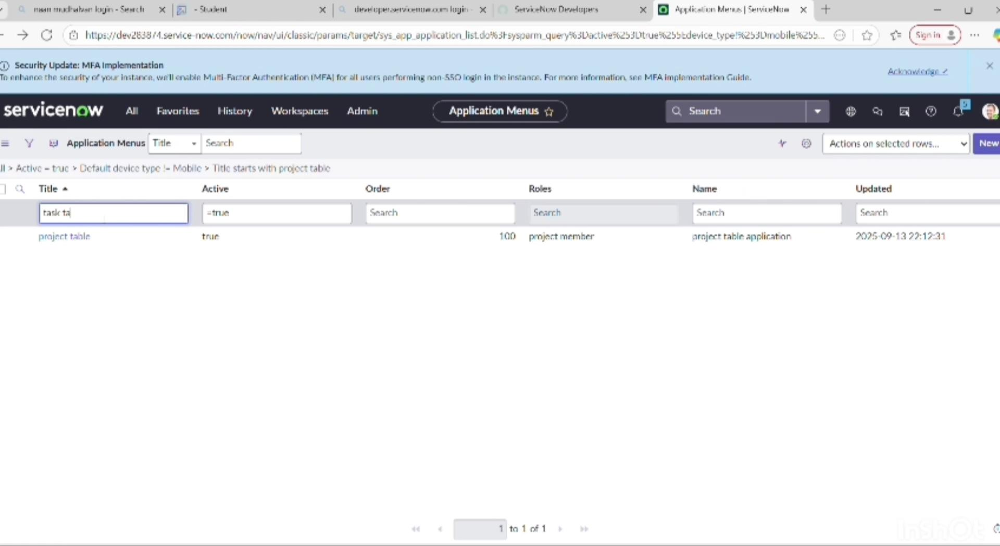 naan mudhalvan login - Search
- Student
developer.servicenow.com login -
ServiceNow Developers
Application Menus | ServiceNow
https://dev283874.service-now.com/now/nav/ui/classic/params/target/sys_app_application_list.do%3Fsysparm_query%3Dactive%253Dtrue%255Edevice_type!%253Dmobile%255...
Sign in
Security Update: MFA Implementation
To enhance the security of your instance, we'll enable Multi-Factor Authentication (MFA) for all users performing non-SSO login in the instance. For more information, see MFA implementation Guide.
Acknowledge
servicenow
All
Favorites
History
Workspaces
Admin
Application Menus
Search
5
Application Menus
Title
Search
Actions on selected rows...
New
ll > Active = true > Default device type != Mobile > Title starts with project table
Title
Active
Order
Roles
Name
Updated
task ta
=true
Search
Search
Search
Search
project table
true
100
project member
project table application
2025-09-13 22:12:31
1 to 1 of 1
InShOt